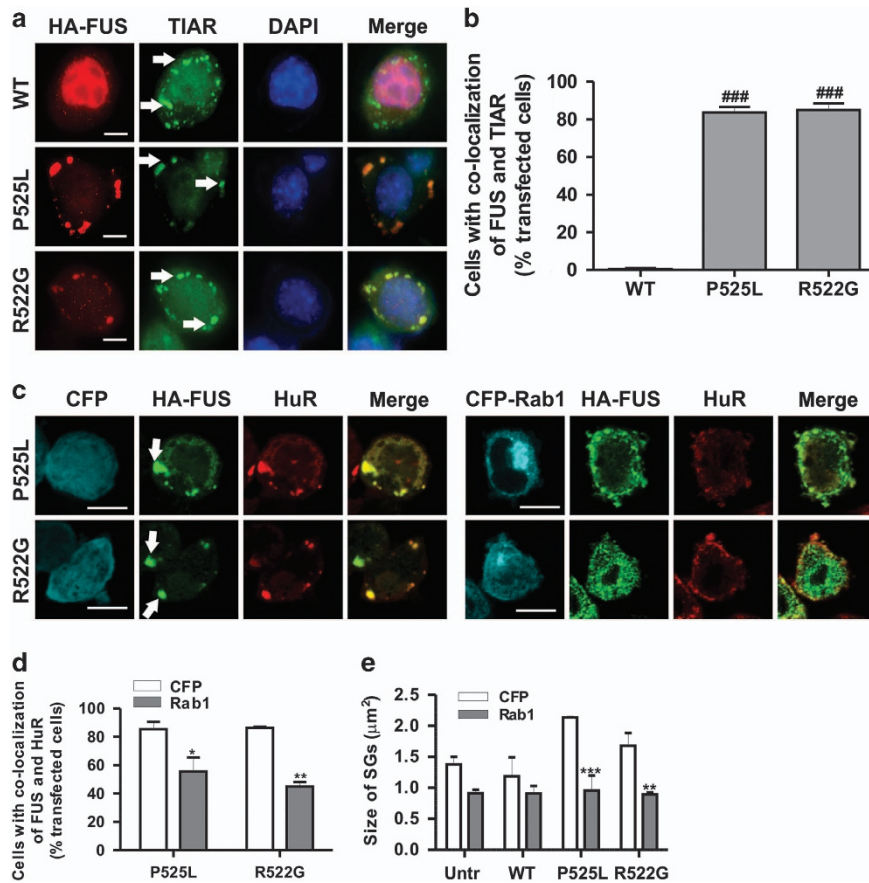 a
HA-FUS TIAR DAPI Merge
WT
P525L
R522G
b
Cells with co-localization
of FUS and TIAR
(% transfected cells)
100
80
60
40
20
0
### ###
WT P525L R522G
c
CFP HA-FUS HuR Merge CFP-Rab1 HA-FUS HuR Merge
P525L
R522G
d
Cells with co-localization
of FUS and HuR
(% transfected cells)
CFP
Rab1
100
80
60
40
20
0
*
**
P525L R522G
e
Size of SGs (μm²)
CFP
Rab1
2.5
2.0
1.5
1.0
0.5
0.0
***
**
Untr WT P525L R522G